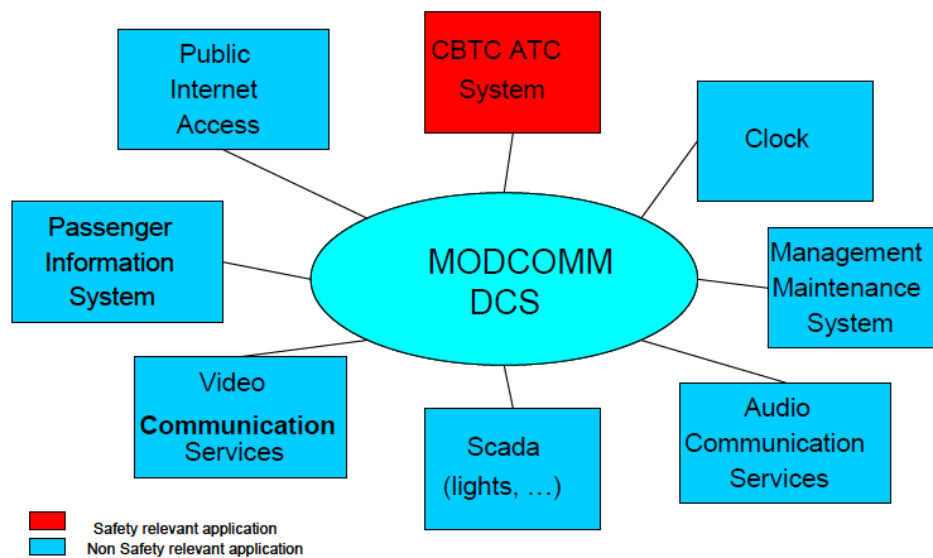 Public
Internet
Access
CBTC ATC
System
Clock
Passenger
Information
System
MODCOMM
DCS
Management
Maintenance
System
Video
Communication
Services
Scada
(lights, ...)
Audio
Communication
Services
Safety relevant application
Non Safety relevant application